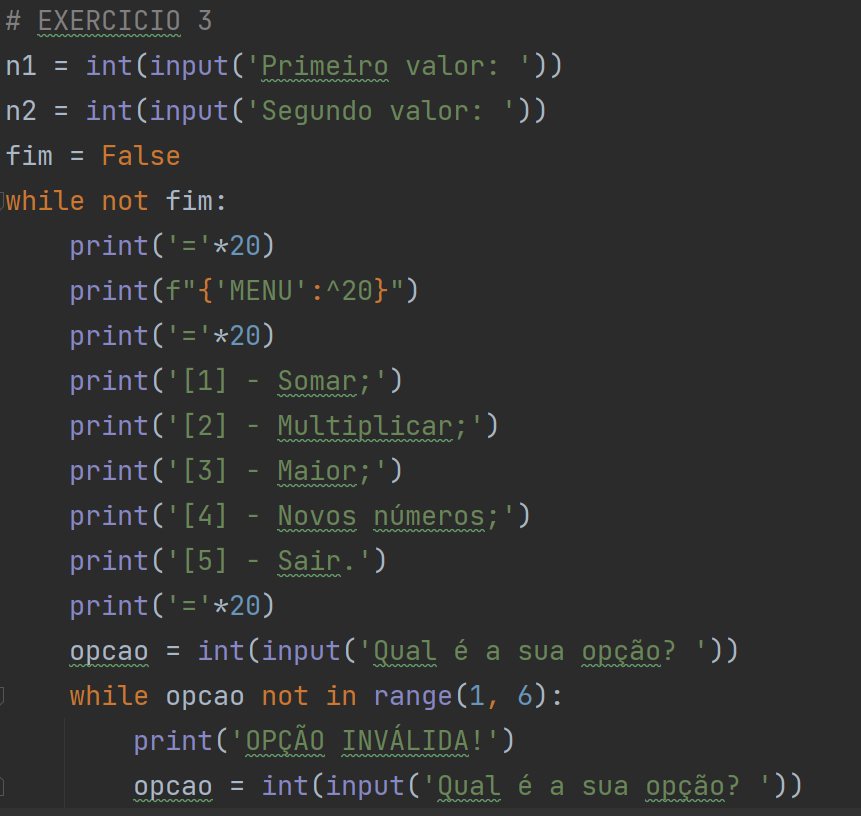 # EXERCICIO 3
n1 = int(input('Primeiro valor: '))
n2 = int(input('Segundo valor: '))
fim = False
while not fim:
    print('='*20)
    print(f"{'MENU':^20}")
    print('='*20)
    print('[1] - Somar;')
    print('[2] - Multiplicar;')
    print('[3] - Maior;')
    print('[4] - Novos números;')
    print('[5] - Sair.')
    print('='*20)
    opcao = int(input('Qual é a sua opção? '))
    while opcao not in range(1, 6):
        print('OPÇÃO INVÁLIDA!')
        opcao = int(input('Qual é a sua opção? '))